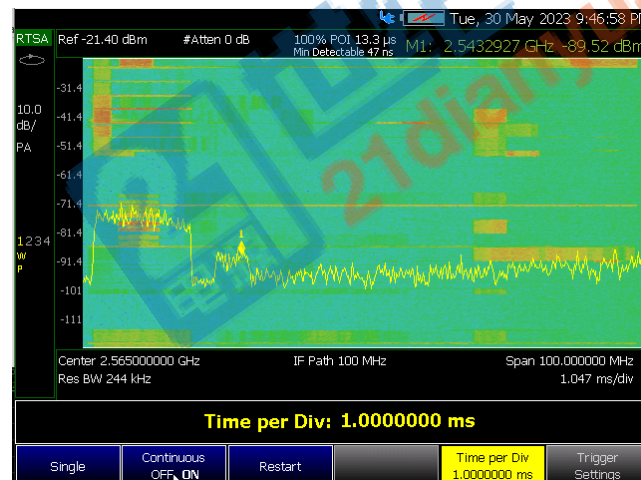 Tue, 30 May 2023 9:46:58 P
RTSA Ref -21.40 dBm #Atten 0 dB 100% POI 13.3 µs M1: 2.5432927 GHz -89.52 dBm
Min Detectable 47 ns
-31.4
10.0
dB/
-41.4
PA
-51.4
-61.4
-71.4
-81.4
1234
W
P
-91.4
-101
-111
Center 2.565000000 GHz IF Path 100 MHz Span 100.000000 MHz
Res BW 244 kHz 1.047 ms/div
Time per Div: 1.0000000 ms
Single Continuous OFF ON Restart Time per Div 1.0000000 ms Trigger Settings
21dianyu